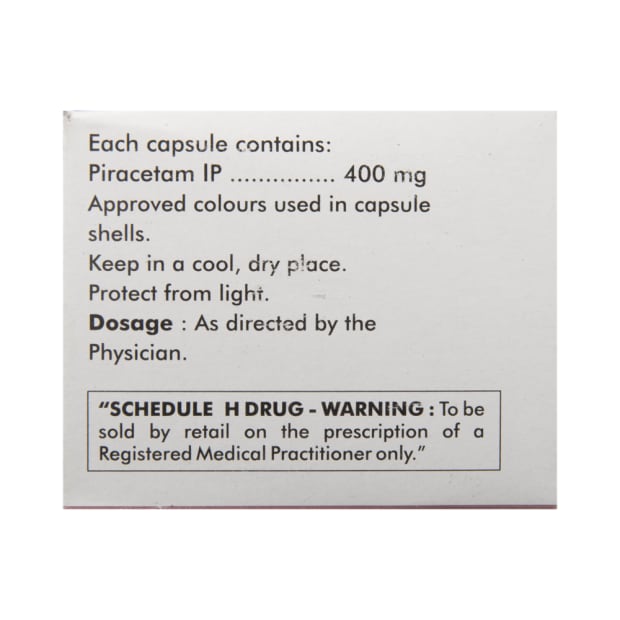 Each capsule contains:
Piracetam IP ............... 400 mg
Approved colours used in capsule
shells.
Keep in a cool, dry place.
Protect from light.
Dosage : As directed by the
Physician.
“SCHEDULE H DRUG - WARNING : To be
sold by retail on the prescription of a
Registered Medical Practitioner only.”